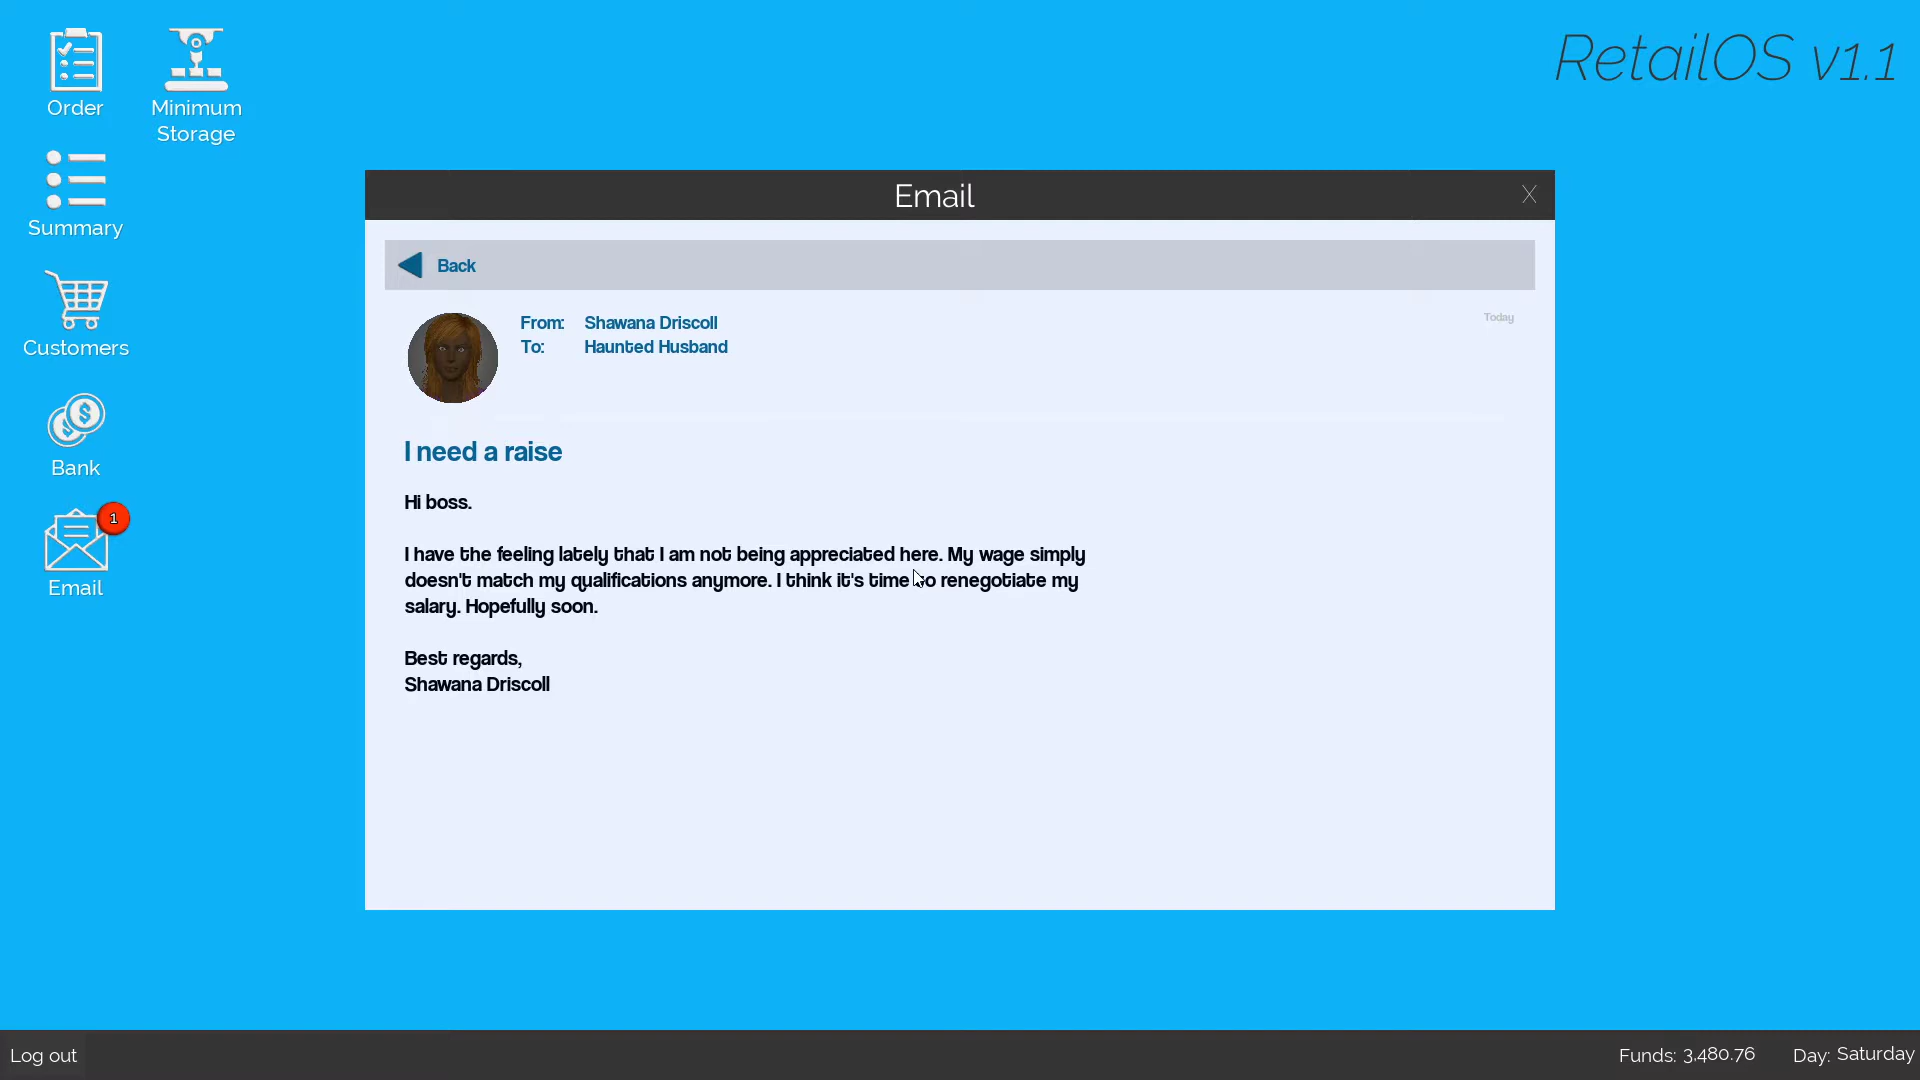 RetailOS v1.1
Order
Minimum
Storage
Summary
Customers
Bank
1
Email
Email
X
Back
From: Shawana Driscoll
Today
To: Haunted Husband
I need a raise
Hi boss.
I have the feeling lately that I am not being appreciated here. My wage simply
doesn't match my qualifications anymore. I think it's time to renegotiate my
salary. Hopefully soon.
Best regards,
Shawana Driscoll
Log out
Funds: 3,480.76
Day: Saturday